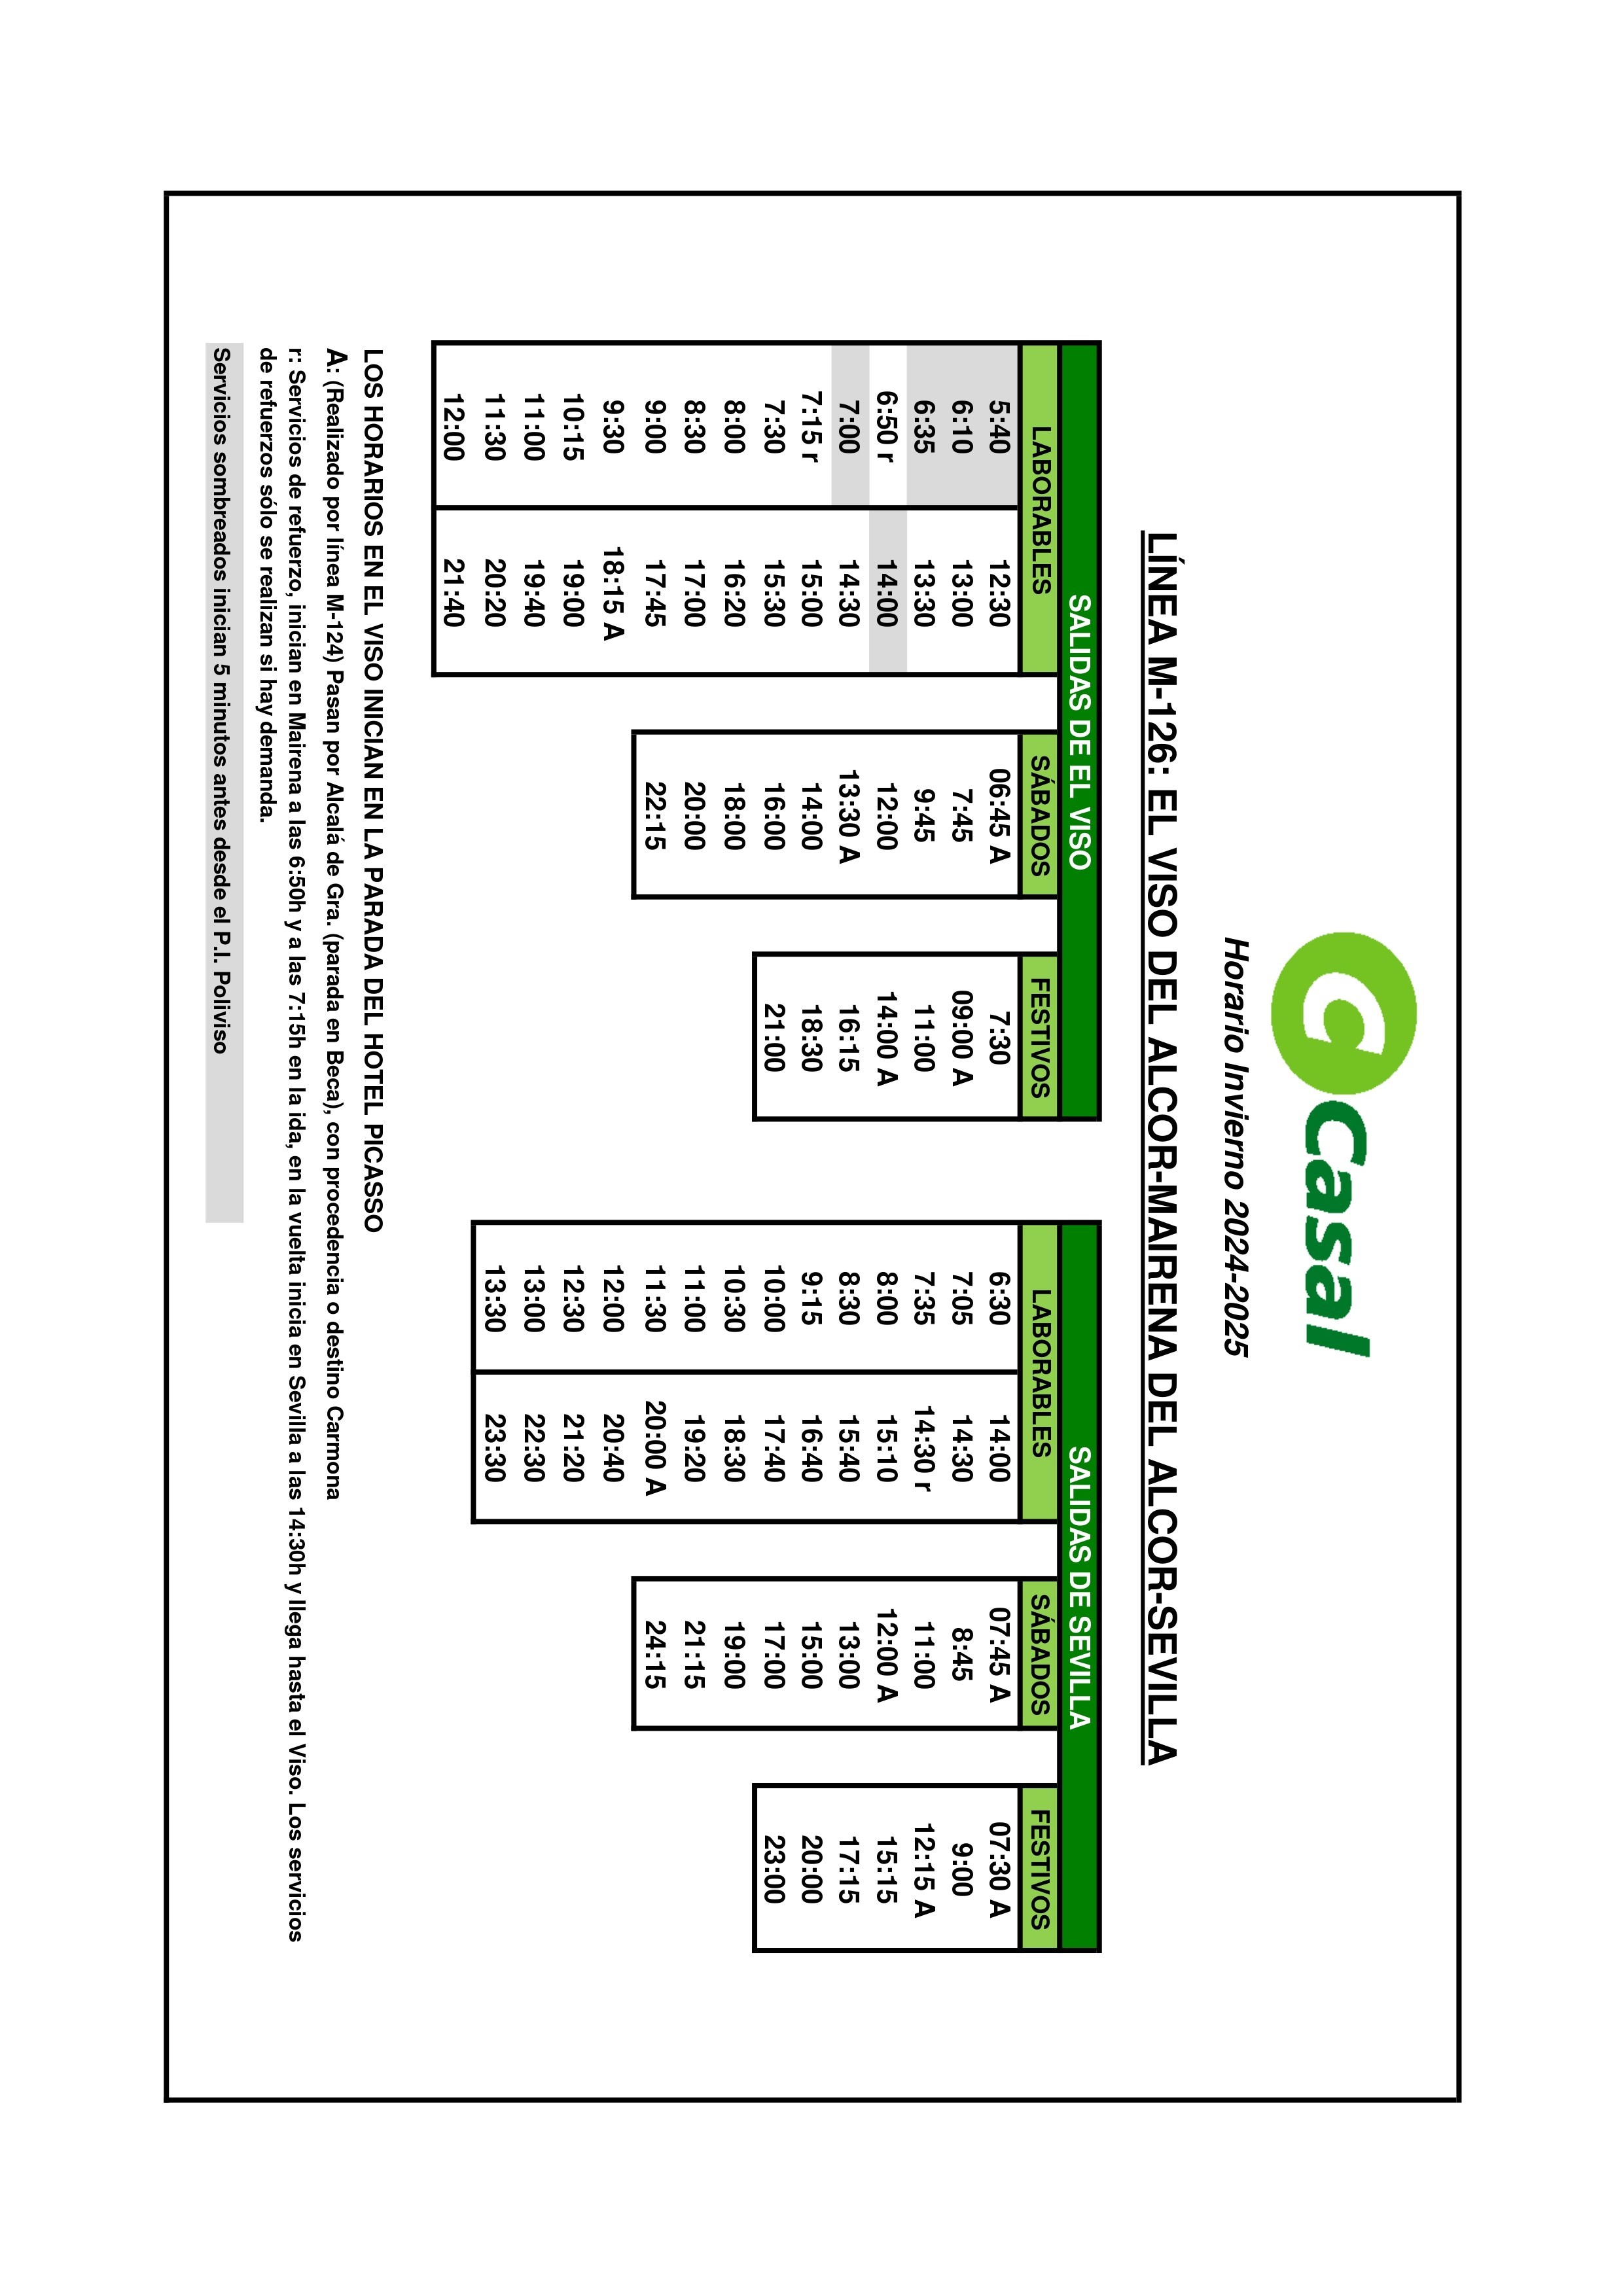 Casal
Horario Invierno 2024-2025
LÍNEA M-126: EL VISO DEL ALCOR-MAIRENA DEL ALCOR-SEVILLA
SALIDAS DE EL VISO SALIDAS DE SEVILLA
LABORABLES SÁBADOS FESTIVOS LABORABLES SÁBADOS FESTIVOS
5:40 12:30 06:45 A 7:30 6:30 14:00 07:45 A 07:30 A
6:10 13:00 7:45 09:00 A 7:05 14:30 8:45 9:00
6:35 13:30 9:45 11:00 7:35 14:30 r 11:00 12:15 A
6:50 r 14:00 12:00 14:00 A 8:00 15:10 12:00 A 15:15
7:00 14:30 13:30 A 16:15 8:30 15:40 13:00 17:15
7:15 r 15:00 14:00 18:30 9:15 16:40 15:00 20:00
7:30 15:30 16:00 21:00 10:00 17:40 17:00 23:00
8:00 16:20 18:00 10:30 18:30 19:00
8:30 17:00 20:00 11:00 19:20 21:15
9:00 17:45 22:15 11:30 20:00 A 24:15
9:30 18:15 A 12:00 20:40
10:15 19:00 12:30 21:20
11:00 19:40 13:00 22:30
11:30 20:20 13:30 23:30
12:00 21:40
LOS HORARIOS EN EL VISO INICIAN EN LA PARADA DEL HOTEL PICASSO
A: (Realizado por línea M-124) Pasan por Alcalá de Gra. (parada en Beca), con procedencia o destino Carmona
r: Servicios de refuerzo, inician en Mairena a las 6:50h y a las 7:15h en la ida, en la vuelta inicia en Sevilla a las 14:30h y llega hasta el Viso. Los servicios
de refuerzos sólo se realizan si hay demanda.
Servicios sombreados inician 5 minutos antes desde el P.I. Poliviso